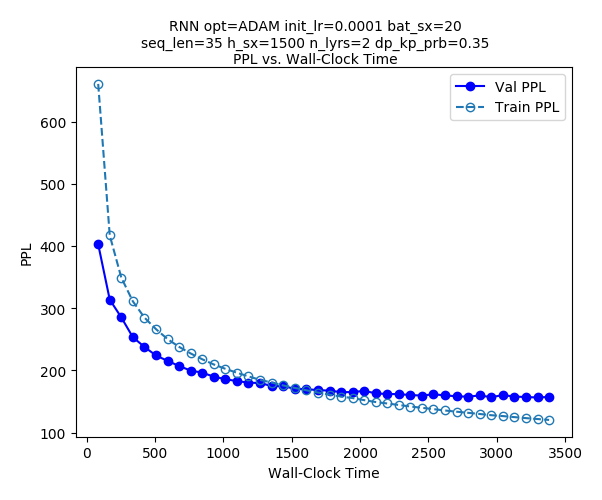 RNN opt=ADAM init_lr=0.0001 bat_sx=20
seq_len=35 h_sx=1500 n_lyrs=2 dp_kp_prb=0.35
PPL vs. Wall-Clock Time
Val PPL
Train PPL
PPL
600
500
400
300
200
100
0 500 1000 1500 2000 2500 3000 3500
Wall-Clock Time